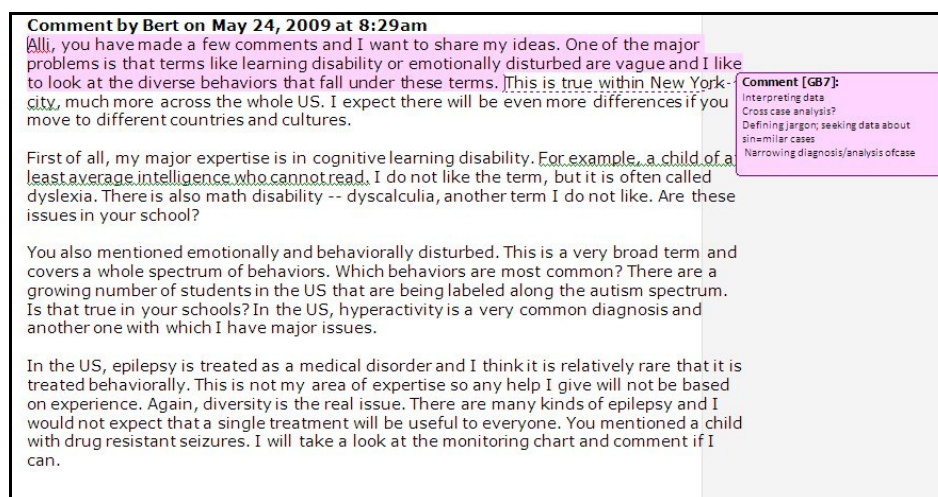 Comment by Bert on May 24, 2009 at 8:29am
Alli, you have made a few comments and I want to share my ideas. One of the major
problems is that terms like learning disability or emotionally disturbed are vague and I like
to look at the diverse behaviors that fall under these terms. This is true within New York
city, much more across the whole US. I expect there will be even more differences if you
move to different countries and cultures.
First of all, my major expertise is in cognitive learning disability. For example, a child of at
least average intelligence who cannot read. I do not like the term, but it is often called
dyslexia. There is also math disability -- dyscalculia, another term I do not like. Are these
issues in your school?
You also mentioned emotionally and behaviorally disturbed. This is a very broad term and
covers a whole spectrum of behaviors. Which behaviors are most common? There are a
growing number of students in the US that are being labeled along the autism spectrum.
Is that true in your schools? In the US, hyperactivity is a very common diagnosis and
another one with which I have major issues.
In the US, epilepsy is treated as a medical disorder and I think it is relatively rare that it is
treated behaviorally. This is not my area of expertise so any help I give will not be based
on experience. Again, diversity is the real issue. There are many kinds of epilepsy and I
would not expect that a single treatment will be useful to everyone. You mentioned a child
with drug resistant seizures. I will take a look at the monitoring chart and comment if I
can.
Comment [GB7]:
Interpreting data
Cross case analysis?
Defining jargon; seeking data about
sin=milar cases
Narrowing diagnosis/analysis ofcase